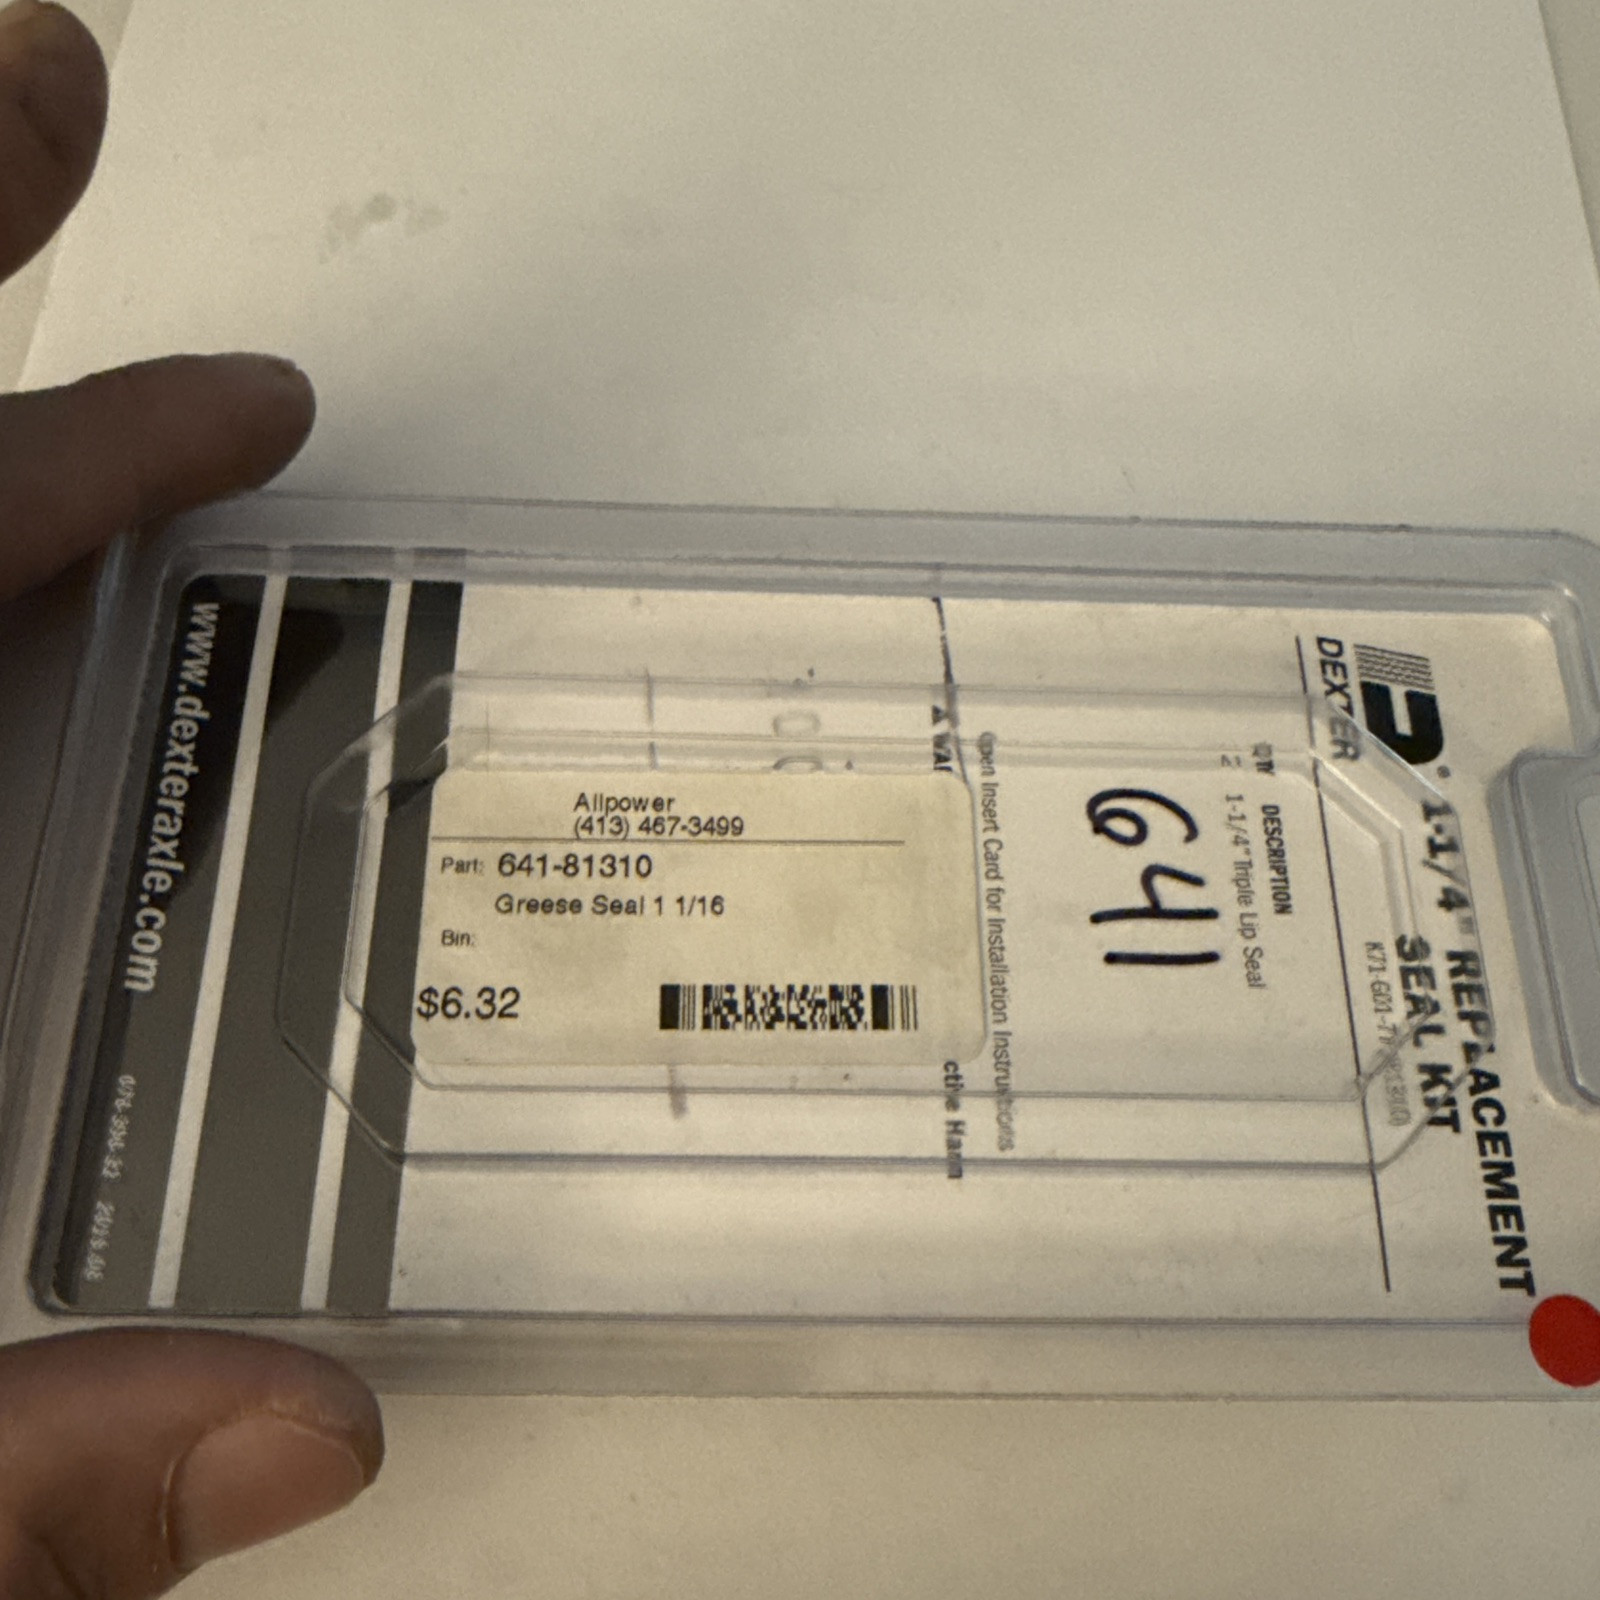 DEXTER
1-1/4" REPLACEMENT
SEAL KIT
QTY DESCRIPTION
2 1-1/4" Triple Lip Seal
641
Open Insert Card for Installation Instructions
Allpower
(413) 467-3499
Part: 641-81310
Greese Seal 1 1/16
Bin:
$6.32
www.dexteraxle.com